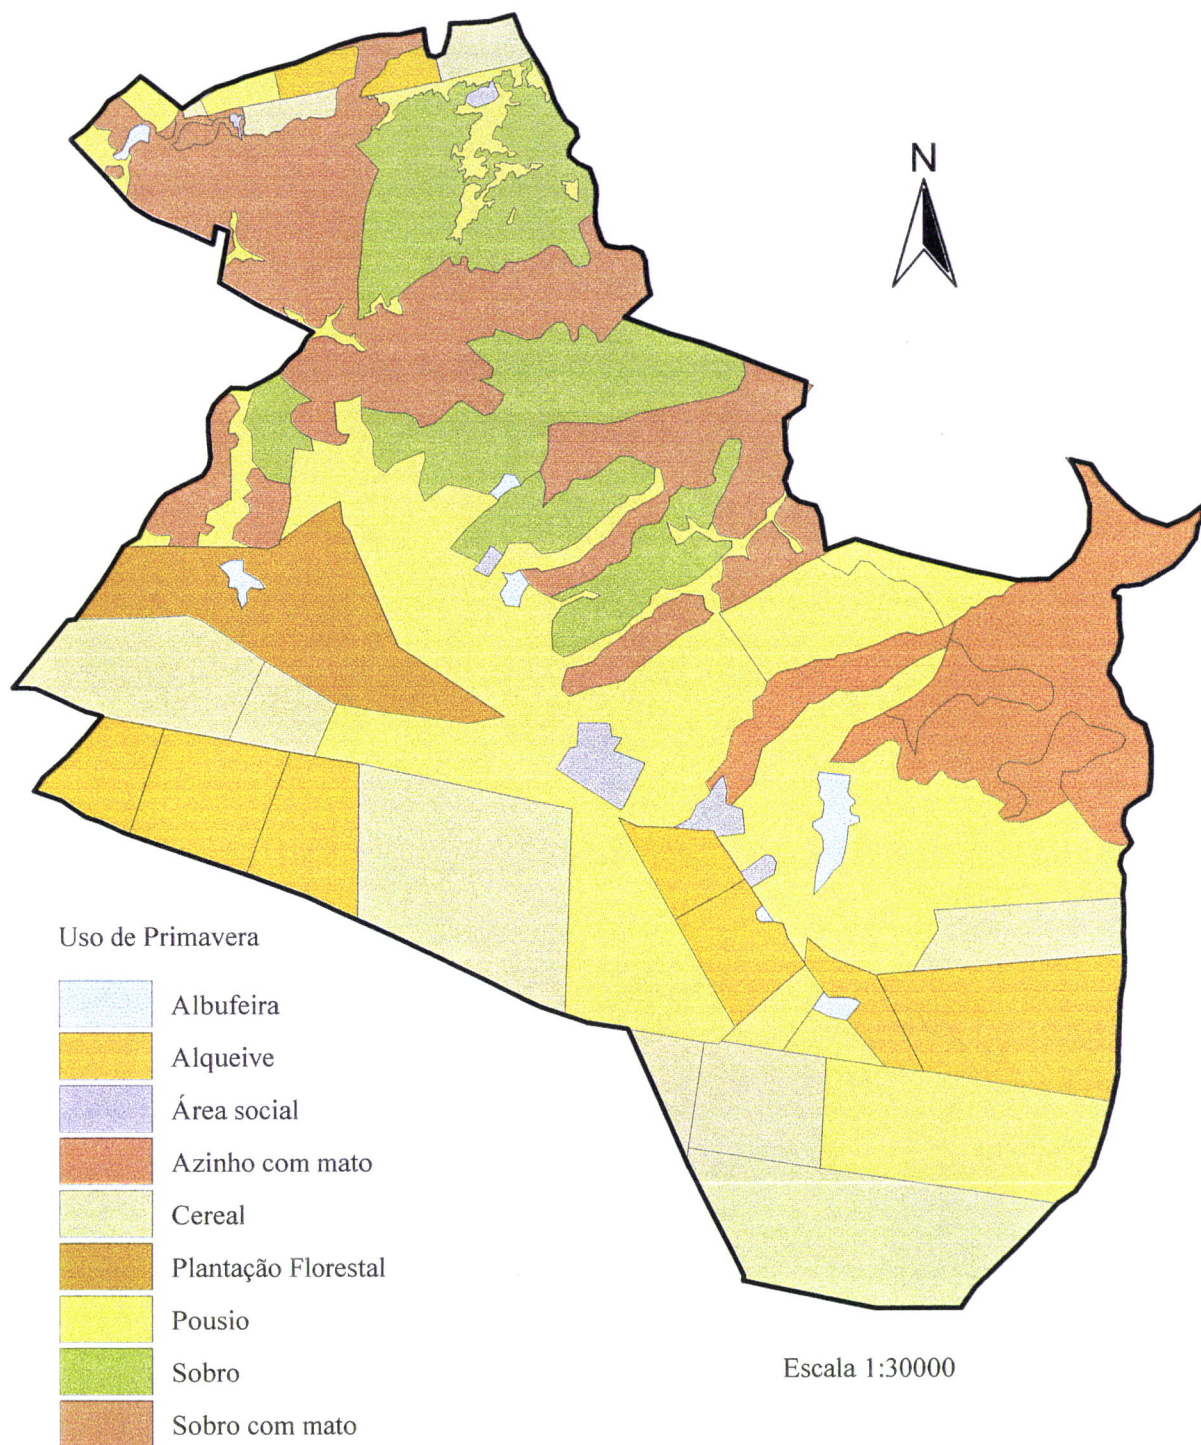 N
Uso de Primavera
Albufeira
Alqueive
Área social
Azinho com mato
Cereal
Plantação Florestal
Pousio
Sobro
Sobro com mato
Escala 1:30000